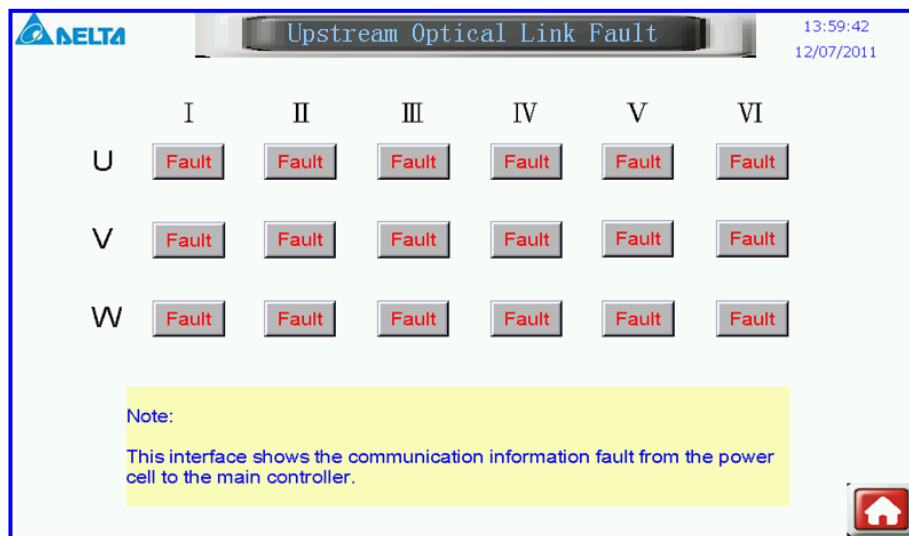 DELTA
Upstream Optical Link Fault
13:59:42
12/07/2011
I II III IV V VI
U Fault Fault Fault Fault Fault Fault
V Fault Fault Fault Fault Fault Fault
W Fault Fault Fault Fault Fault Fault
Note:
This interface shows the communication information fault from the power
cell to the main controller.